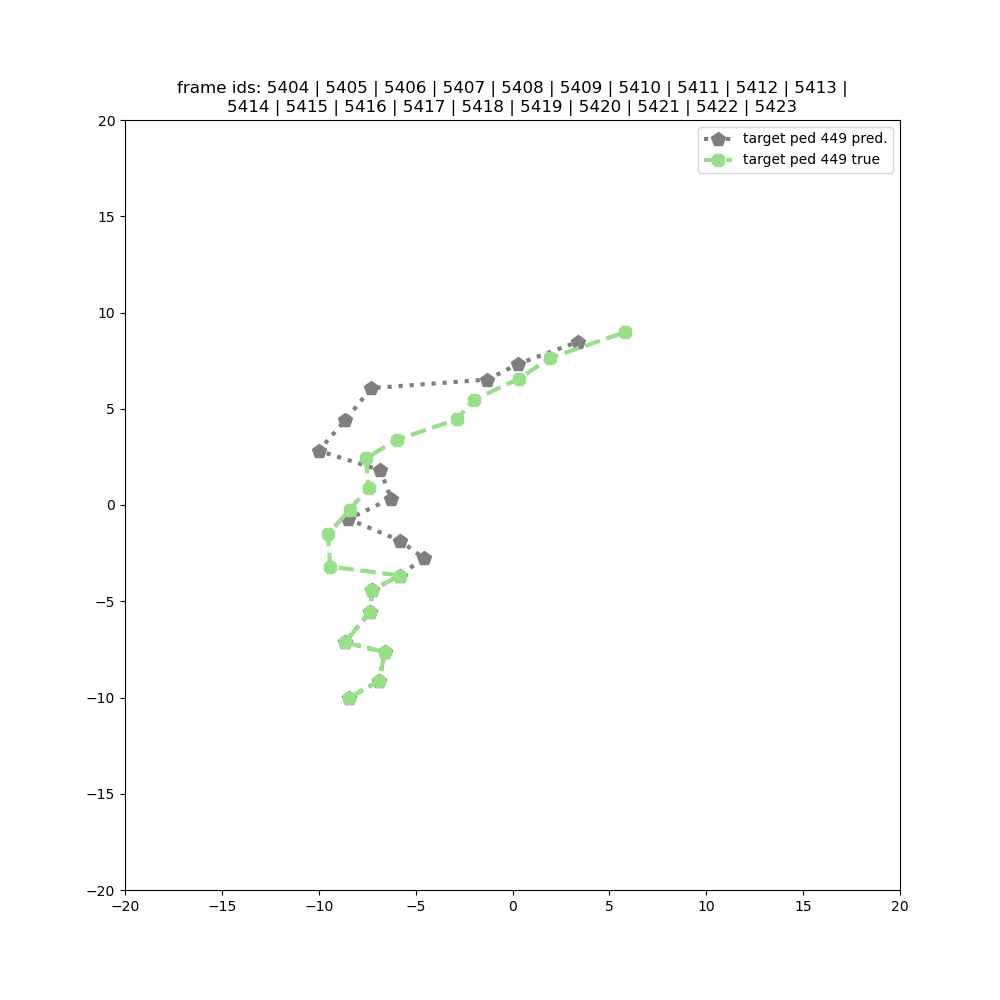 frame ids: 5404 | 5405 | 5406 | 5407 | 5408 | 5409 | 5410 | 5411 | 5412 | 5413 |
5414 | 5415 | 5416 | 5417 | 5418 | 5419 | 5420 | 5421 | 5422 | 5423
target ped 449 pred.
target ped 449 true
20
15
10
5
0
−5
−10
−15
−20
−20 −15 −10 −5 0 5 10 15 20